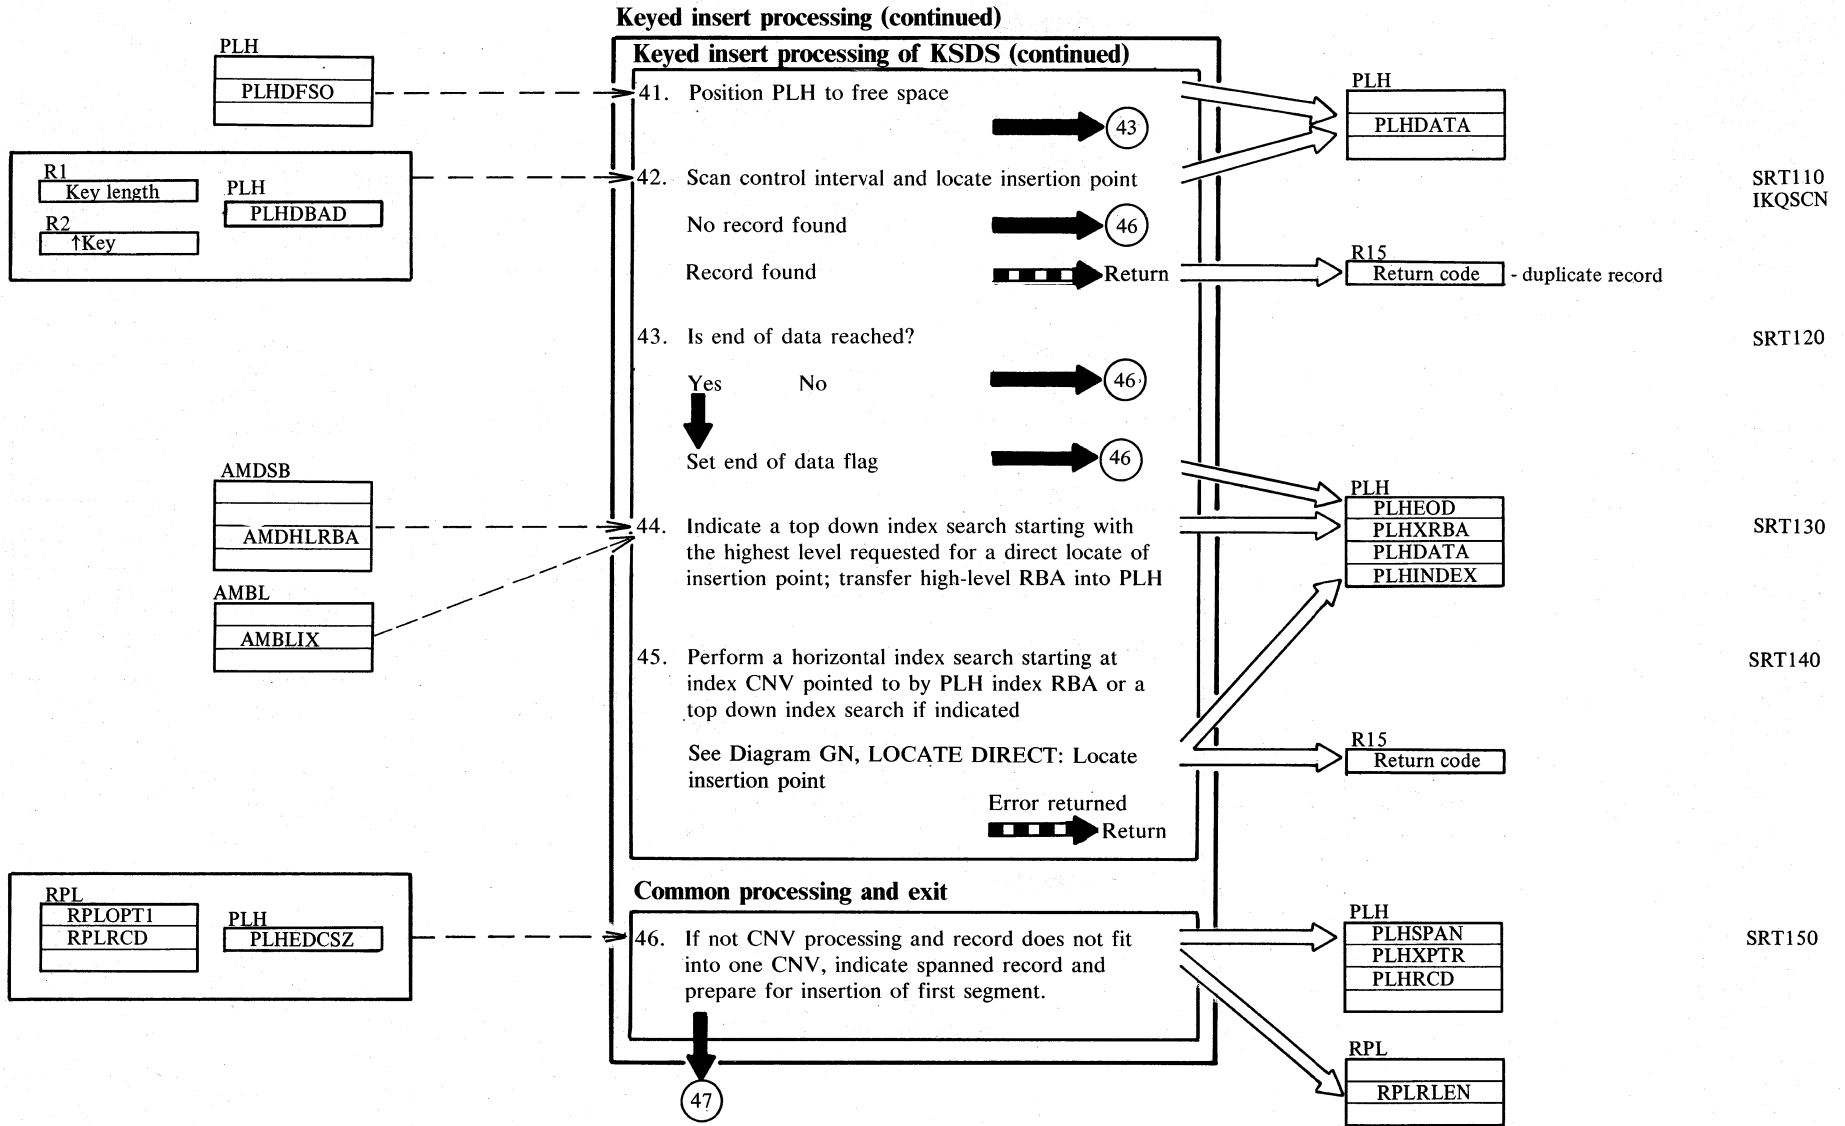 Keyed insert processing (continued)
Keyed insert processing of KSDS (continued)
PLH
PLHDFSO
41. Position PLH to free space
43
PLH
PLHDATA
R1
Key length
R2
↑Key
PLH
PLHDBAD
42. Scan control interval and locate insertion point
SRT110
IKQSCN
No record found
46
Record found
Return
R15
Return code - duplicate record
43. Is end of data reached?
SRT120
Yes No
46
Set end of data flag
46
AMDSB
AMDHLRBA
AMBL
AMBLIX
44. Indicate a top down index search starting with
the highest level requested for a direct locate of
insertion point; transfer high-level RBA into PLH
PLH
PLHEOD
PLHXRBA
PLHDATA
PLHINDEX
SRT130
45. Perform a horizontal index search starting at
index CNV pointed to by PLH index RBA or a
top down index search if indicated
SRT140
See Diagram GN, LOCATE DIRECT: Locate
insertion point
R15
Return code
Error returned
Return
Common processing and exit
RPL
RPLOPT1
RPLRCD
PLH
PLHEDCSZ
46. If not CNV processing and record does not fit
into one CNV, indicate spanned record and
prepare for insertion of first segment.
PLH
PLHSPAN
PLHXPTR
PLHRCD
SRT150
RPL
RPLRLEN
47